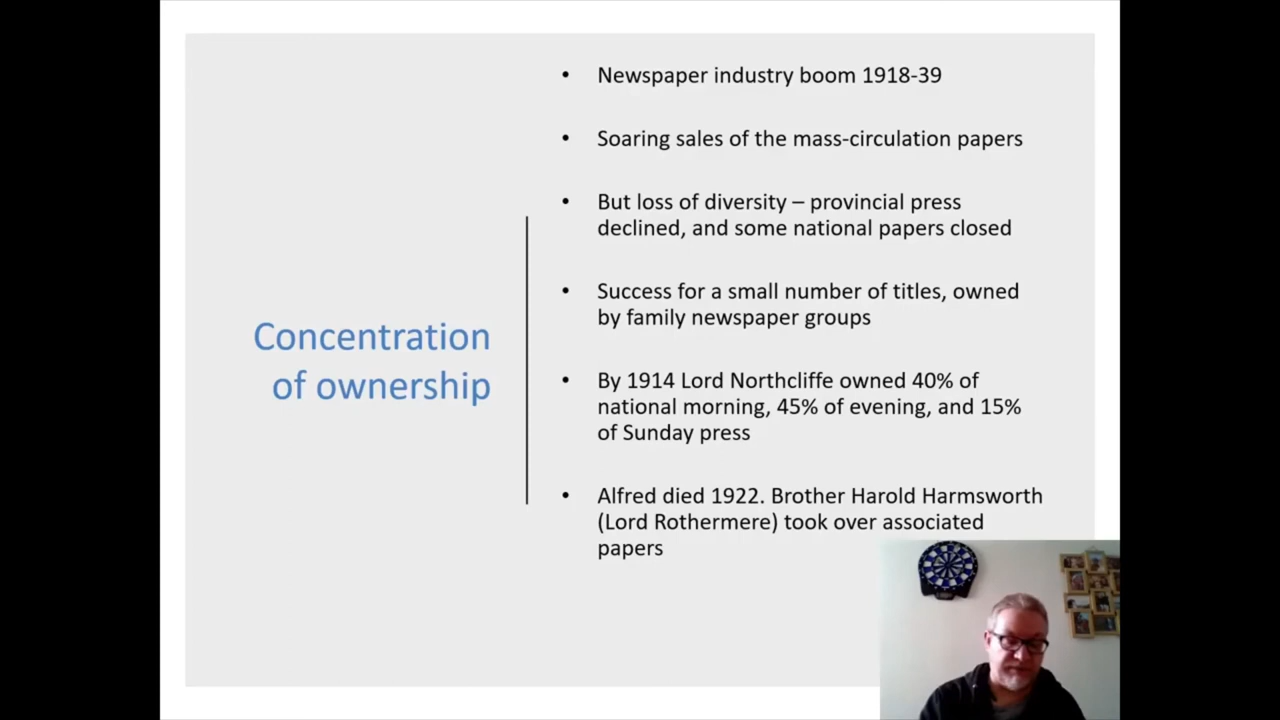 Concentration
of ownership
• Newspaper industry boom 1918-39
• Soaring sales of the mass-circulation papers
• But loss of diversity – provincial press
declined, and some national papers closed
• Success for a small number of titles, owned
by family newspaper groups
• By 1914 Lord Northcliffe owned 40% of
national morning, 45% of evening, and 15%
of Sunday press
• Alfred died 1922. Brother Harold Harmsworth
(Lord Rothermere) took over associated
papers